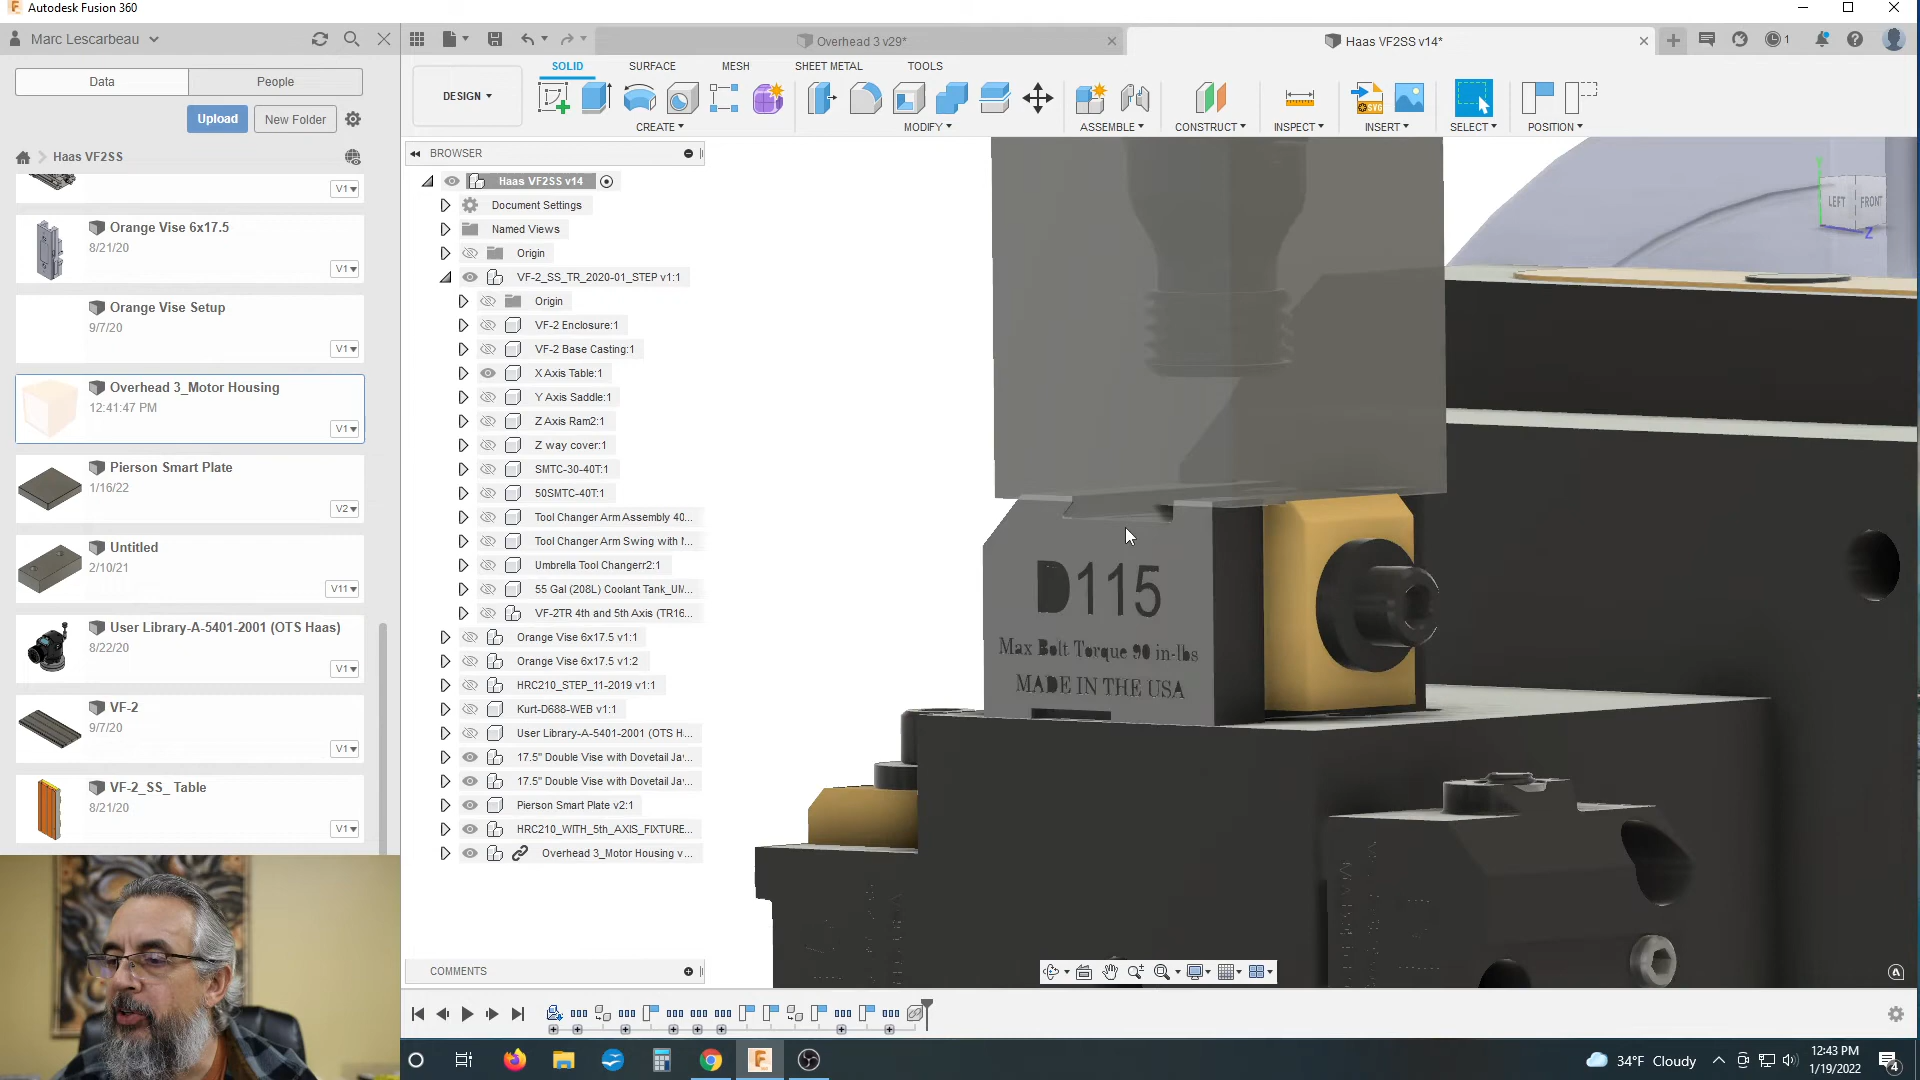 Autodesk Fusion 360
Marc Lescarbeau
Overhead 3 v29*
Haas VF2SS v14*
1
Data
People
Upload
New Folder
DESIGN
SOLID
SURFACE
MESH
SHEET METAL
TOOLS
CREATE
MODIFY
ASSEMBLE
CONSTRUCT
INSPECT
INSERT
SELECT
POSITION
Haas VF2SS
V1
Orange Vise 6x17.5
8/21/20
V1
Orange Vise Setup
9/7/20
V1
Overhead 3_Motor Housing
12:41:47 PM
V1
Pierson Smart Plate
1/16/22
V2
Untitled
2/10/21
V11
User Library-A-5401-2001 (OTS Haas)
8/22/20
V1
VF-2
9/7/20
V1
VF-2_SS_ Table
8/21/20
V1
BROWSER
Haas VF2SS v14
Document Settings
Named Views
Origin
VF-2_SS_TR_2020-01_STEP v1:1
Origin
VF-2 Enclosure:1
VF-2 Base Casting:1
X Axis Table:1
Y Axis Saddle:1
Z Axis Ram2:1
Z way cover:1
SMTC-30-40T:1
50SMTC-40T:1
Tool Changer Arm Assembly 40...
Tool Changer Arm Swing with M...
Umbrella Tool Changerr2:1
55 Gal (208L) Coolant Tank_UM...
VF-2TR 4th and 5th Axis (TR16...
Orange Vise 6x17.5 v1:1
Orange Vise 6x17.5 v1:2
HRC210_STEP_11-2019 v1:1
Kurt-D688-WEB v1:1
User Library-A-5401-2001 (OTS H...
17.5" Double Vise with Dovetail Ja...
17.5" Double Vise with Dovetail Ja...
Pierson Smart Plate v2:1
HRC210_WITH_5th_AXIS_FIXTURE...
Overhead 3_Motor Housing v...
COMMENTS
Y
LEFT
FRONT
Z
D115
Max Bolt Torque 90 in-lbs
MADE IN THE USA
34°F Cloudy
12:43 PM
1/19/2022
4